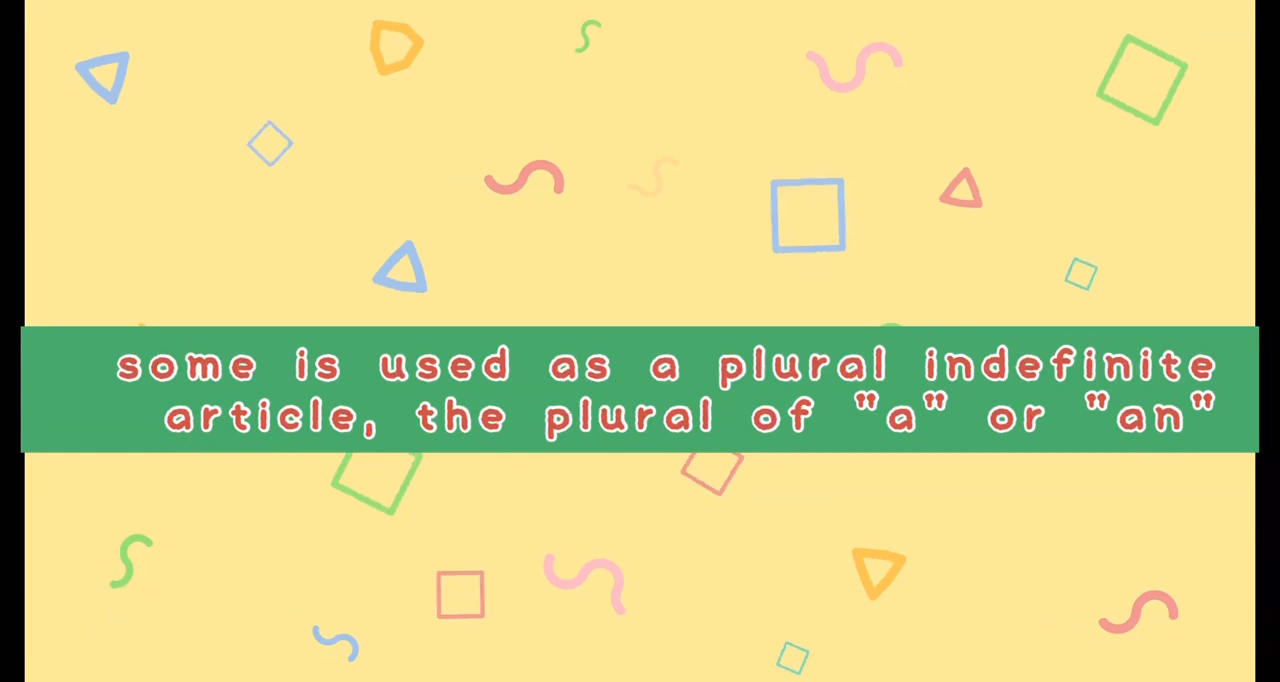 some is used as a plural indefinite
article, the plural of "a" or "an"